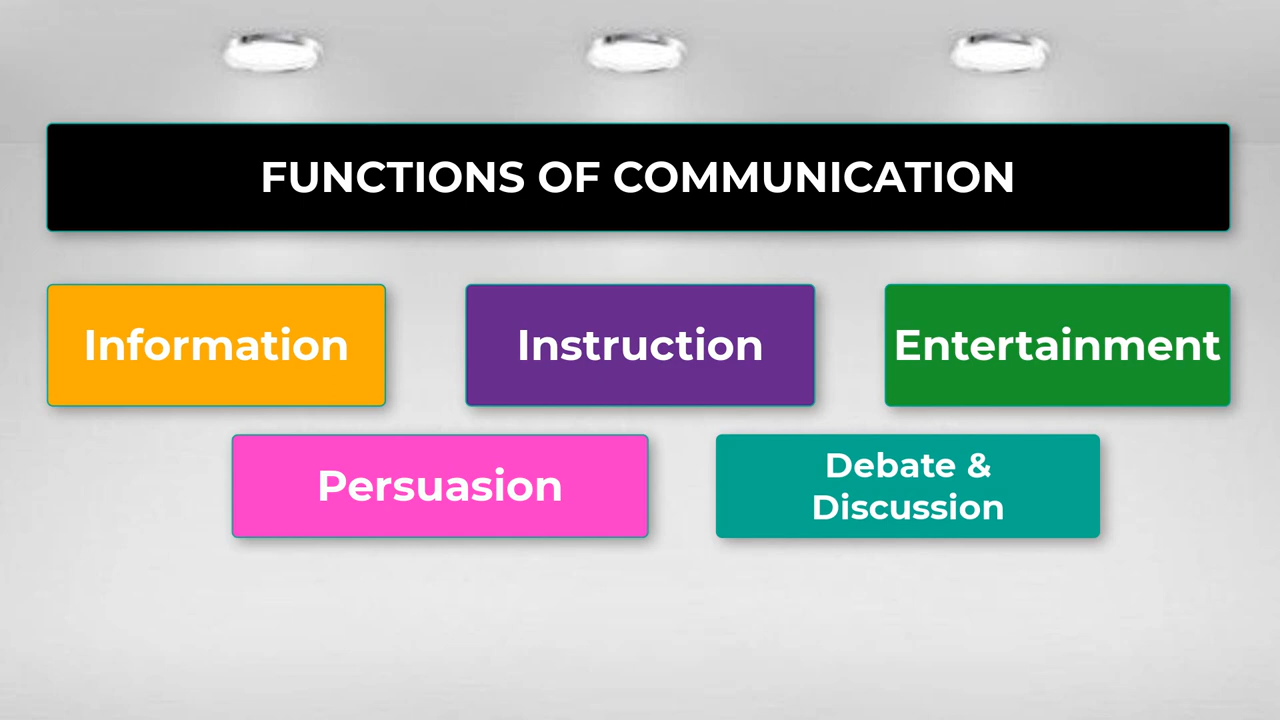 FUNCTIONS OF COMMUNICATION
Information
Instruction
Entertainment
Persuasion
Debate &
Discussion